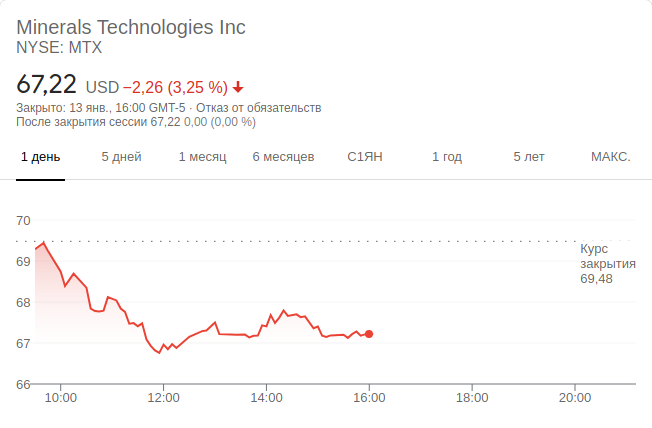 Minerals Technologies Inc
NYSE: MTX
67,22 USD −2,26 (3,25 %)
Закрыто: 13 янв., 16:00 GMT-5 · Отказ от обязательств
После закрытия сессии 67,22 0,00 (0,00 %)
1 день 5 дней 1 месяц 6 месяцев С1ЯН 1 год 5 лет МАКС.
70
Курс
69 закрытия
69,48
68
67
66
10:00 12:00 14:00 16:00 18:00 20:00